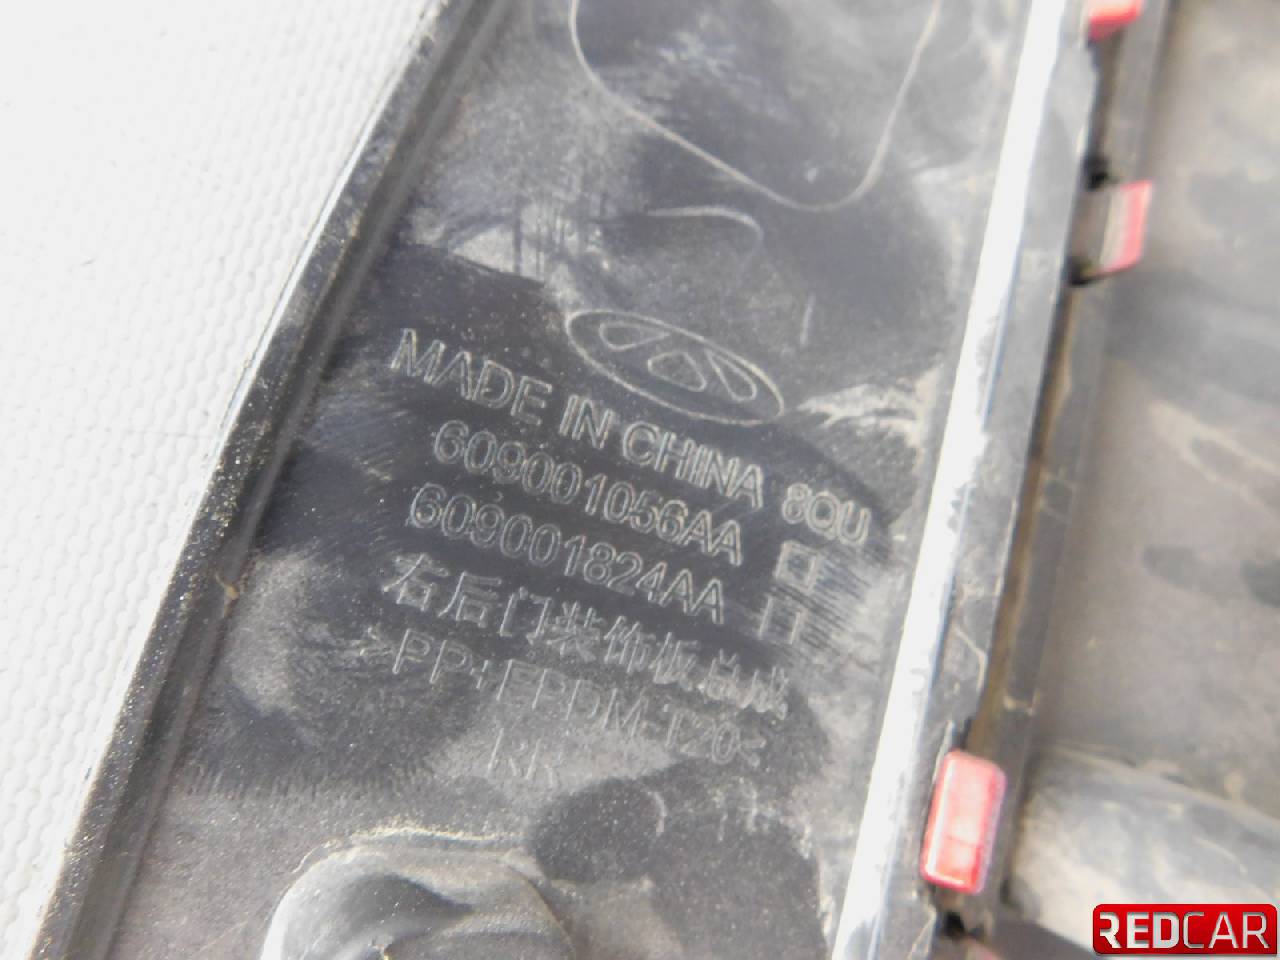 MADE IN CHINA 8QU
609001056AA
609001824AA
右后门装饰板总成
>PP+EPDM-T20<
RR
REDCAR